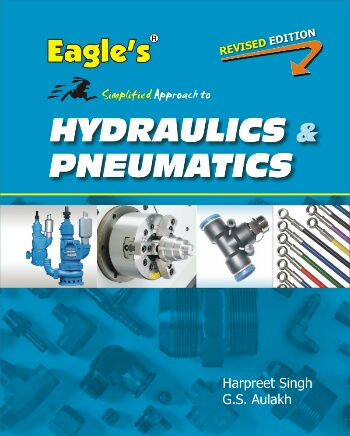 Eagle's®
REVISED EDITION
Simplified Approach to
HYDRAULICS &
PNEUMATICS
Harpreet Singh
G.S. Aulakh